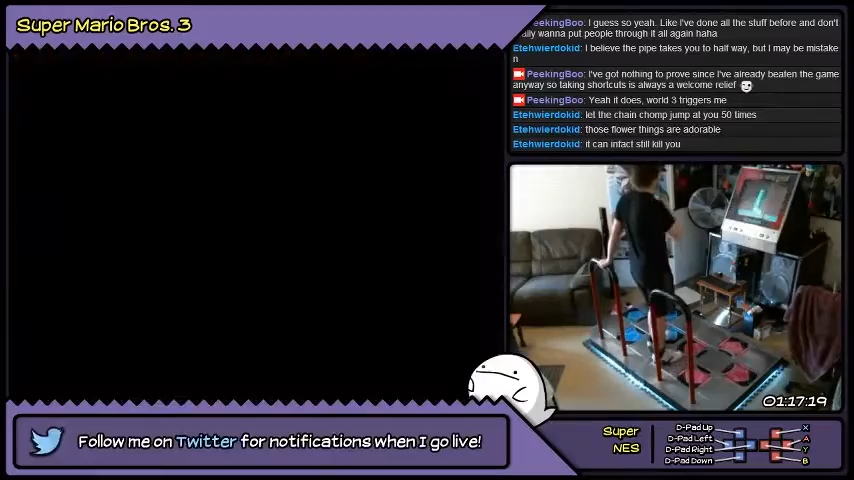 Super Mario Bros. 3
PeekingBoo: I guess so yeah. Like I've done all the stuff before and don't
ally wanna put people through it all again haha
Etehwierdokid: I believe the pipe takes you to half way, but I may be mistake
n
PeekingBoo: I've got nothing to prove since I've already beaten the game
anyway so taking shortcuts is always a welcome relief
PeekingBoo: Yeah it does, world 3 triggers me
Etehwierdokid: let the chain chomp jump at you 50 times
Etehwierdokid: those flower things are adorable
Etehwierdokid: it can infact still kill you
01:17:19
Follow me on Twitter for notifications when I go live!
Super
NES
D-Pad Up
D-Pad Left
D-Pad Right
D-Pad Down
X
A
Y
B